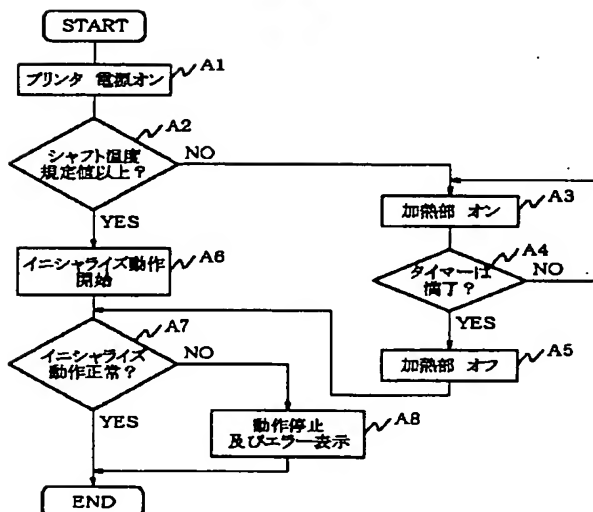 START
プリンタ 電源オン
A1
シャフト温度
規定値以上?
A2
NO
YES
加熱部 オン
A3
タイマーは
満了?
A4
NO
YES
加熱部 オフ
A5
イニシャライズ動作
開始
A6
イニシャライズ
動作正常?
A7
NO
YES
動作停止
及びエラー表示
A8
END